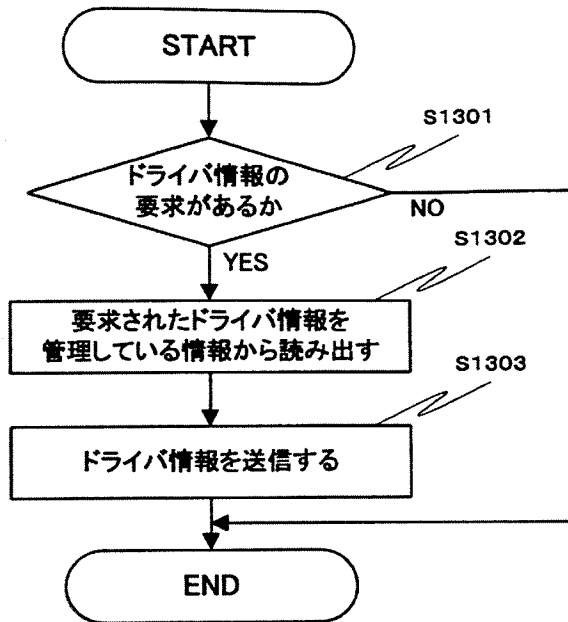 START
S1301
ドライバ情報の
要求があるか
NO
YES
S1302
要求されたドライバ情報を
管理している情報から読み出す
S1303
ドライバ情報を送信する
END